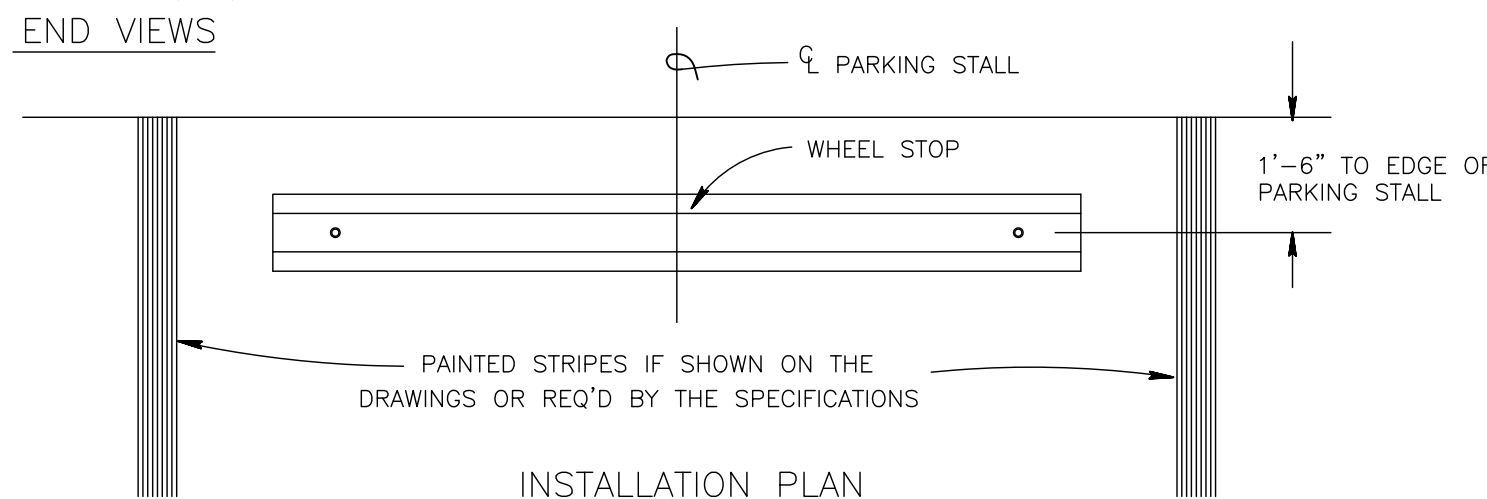 END VIEWS
℄ PARKING STALL
WHEEL STOP
1'-6" TO EDGE OF
PARKING STALL
PAINTED STRIPES IF SHOWN ON THE
DRAWINGS OR REQ'D BY THE SPECIFICATIONS
INSTALLATION PLAN